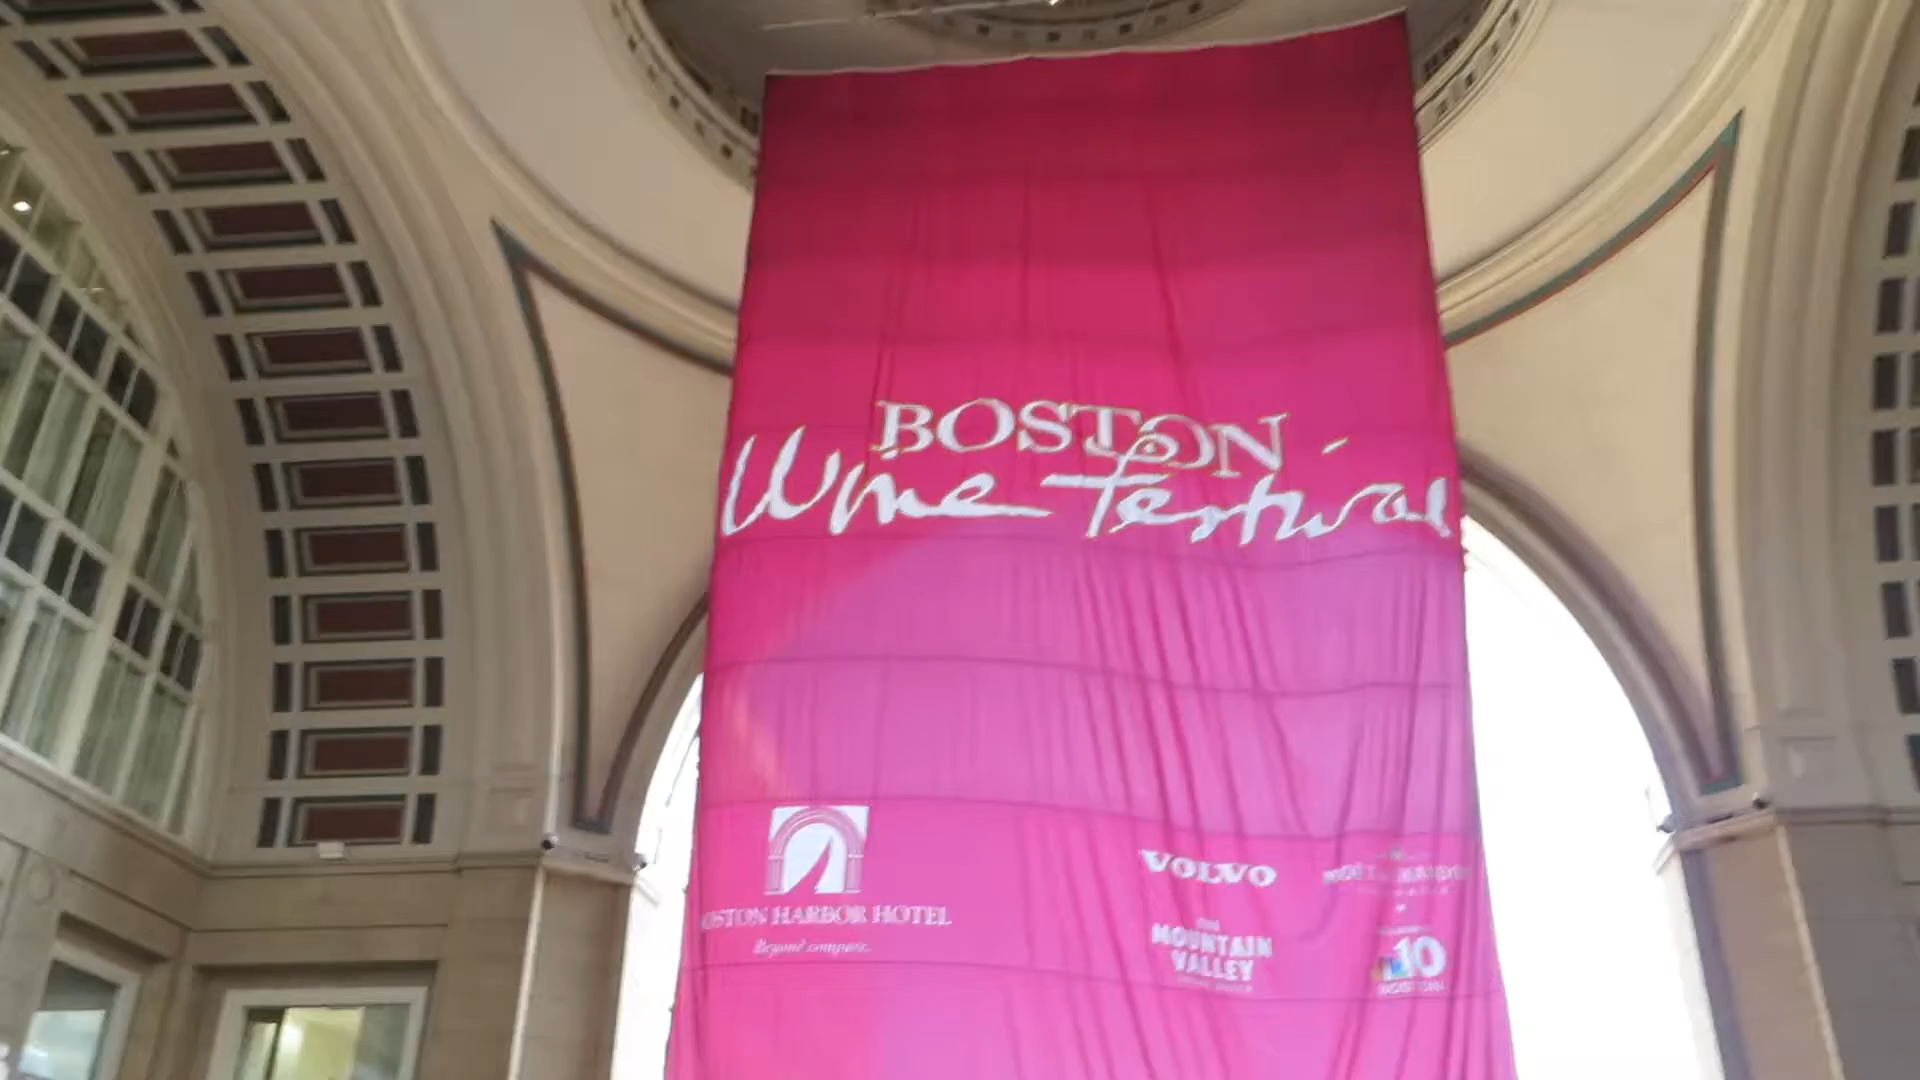 BOSTON
Wine Festival
BOSTON HARBOR HOTEL
Beyond compare.
VOLVO
MOUNTAIN
VALLEY
10
BOSTON